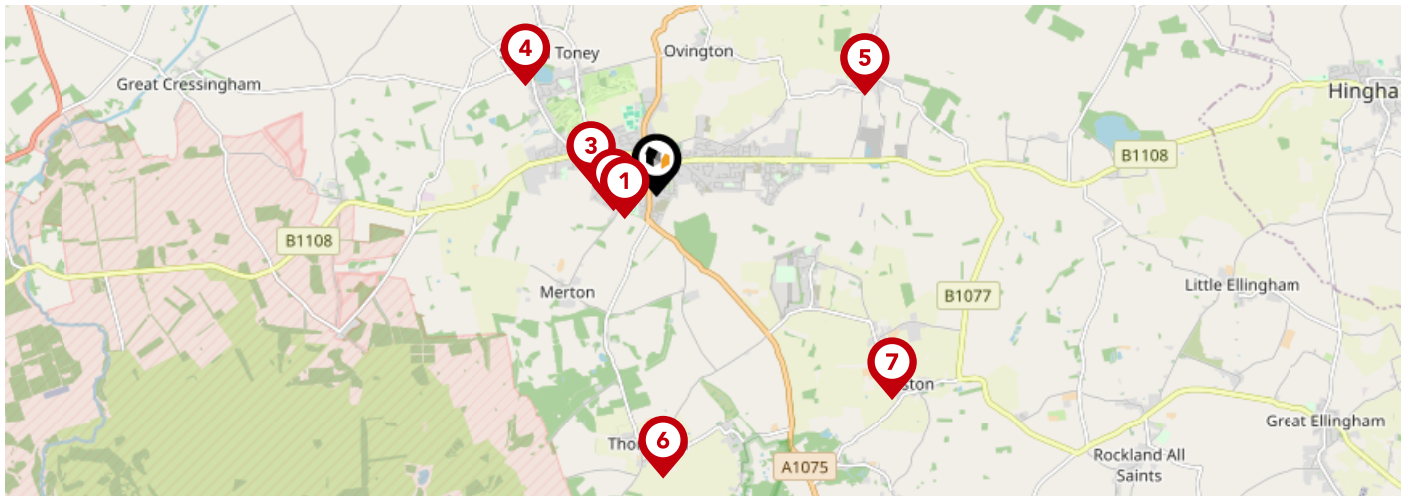 4
Toney
Ovington
5
Great Cressingham
Hingha
3
1
B1108
B1108
Merton
B1077
Little Ellingham
7
ston
Tho
6
Great Ellingham
A1075
Rockland All
Saints